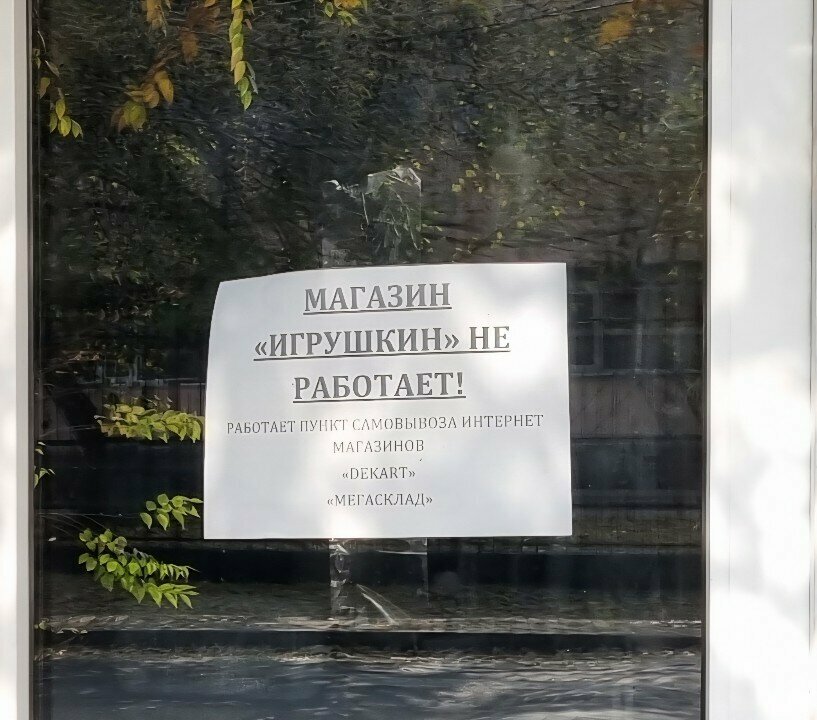 МАГАЗИН
«ИГРУШКИН» НЕ
РАБОТАЕТ!
РАБОТАЕТ ПУНКТ САМОВЫВОЗА ИНТЕРНЕТ
МАГАЗИНОВ
«DEKART»
«МЕГАСКЛАД»